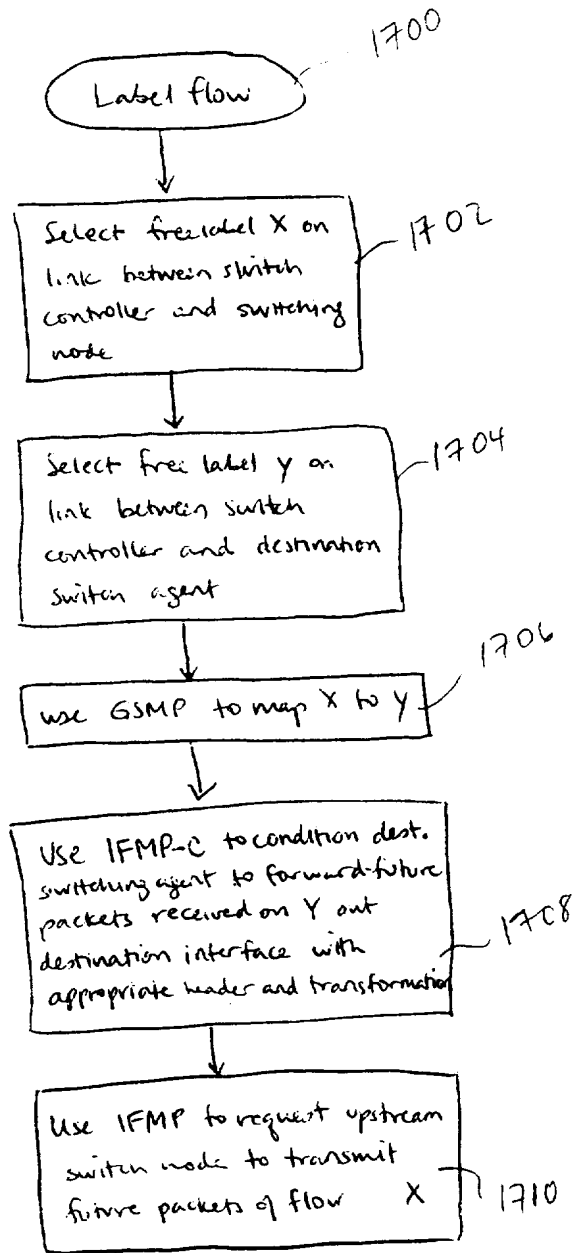 1700
Label flow
Select free label X on
link between switch
controller and switching
node
1702
Select free label Y on
link between switch
controller and destination
switch agent
1704
1706
use GSMP to map X to Y
Use IFMP-C to condition dest.
switching agent to forward future
packets received on Y out
destination interface with
appropriate header and transformation
1708
Use IFMP to request upstream
switch node to transmit
future packets of flow X
1710